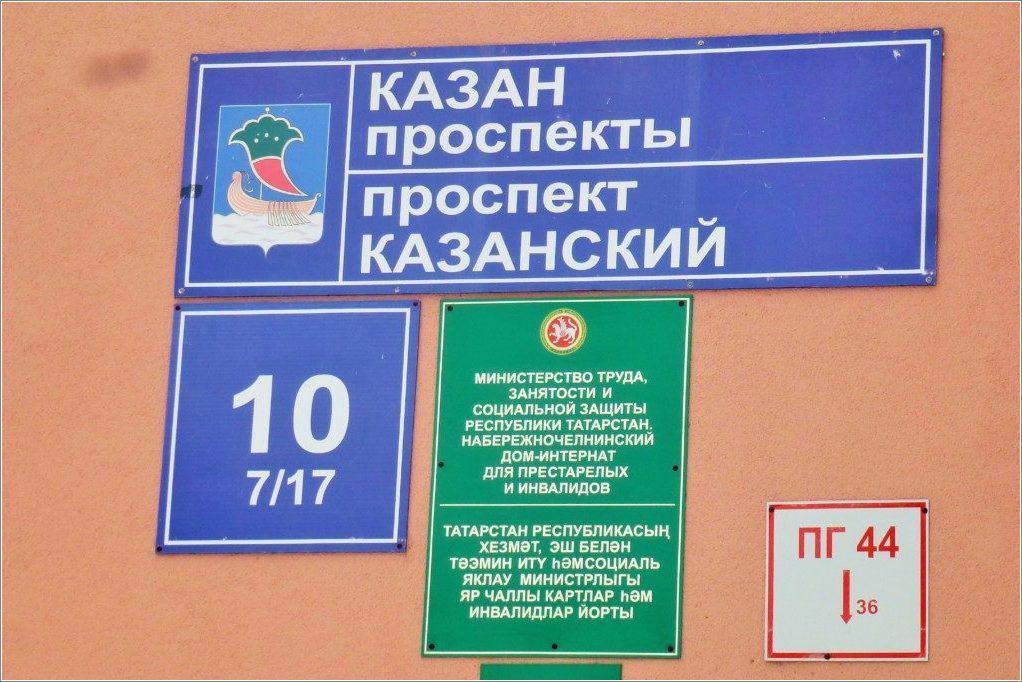 КАЗАН
проспекты
проспект
КАЗАНСКИЙ
10
7/17
МИНИСТЕРСТВО ТРУДА,
ЗАНЯТОСТИ И
СОЦИАЛЬНОЙ ЗАЩИТЫ
РЕСПУБЛИКИ ТАТАРСТАН.
НАБЕРЕЖНОЧЕЛНИНСКИЙ
ДОМ-ИНТЕРНАТ
ДЛЯ ПРЕСТАРЕЛЫХ
И ИНВАЛИДОВ
ТАТАРСТАН РЕСПУБЛИКАСЫҢ
ХЕЗМӘТ, ЭШ БЕЛӘН
ТӘЭМИН ИТҮ һӘМСОЦИАЛЬ
ЯКЛАУ МИНИСТРЛЫГЫ
ЯР ЧАЛЛЫ КАРТЛАР һӘМ
ИНВАЛИДЛАР ЙОРТЫ
ПГ 44
36